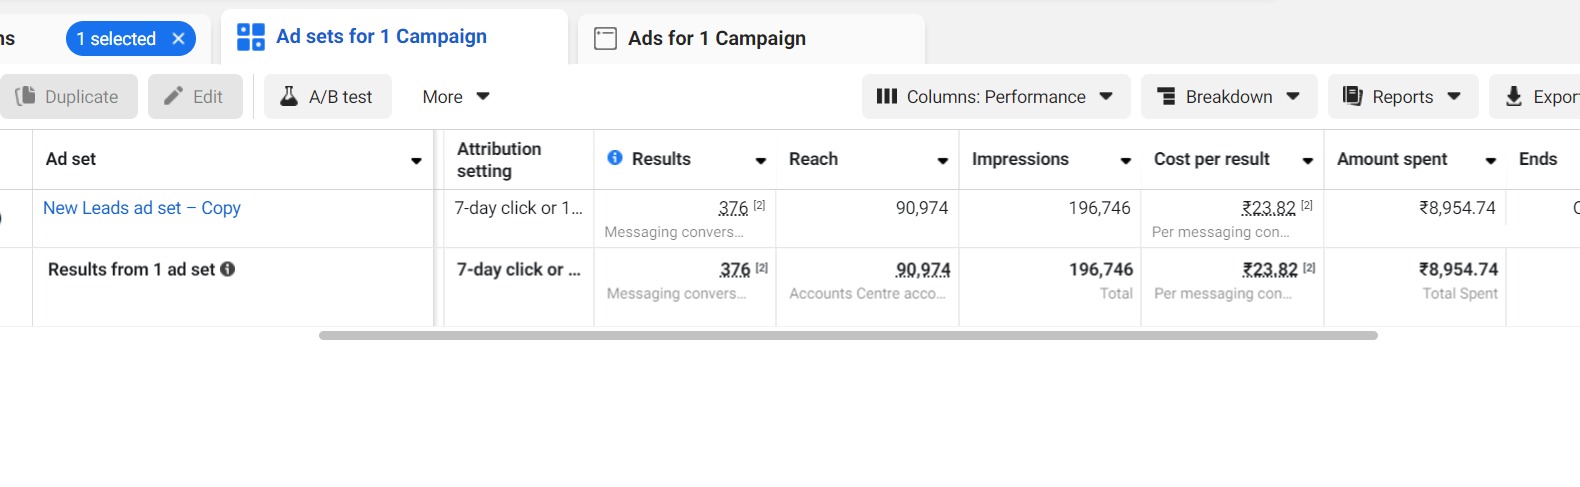 ns
1 selected
Ad sets for 1 Campaign
Ads for 1 Campaign
Duplicate
Edit
A/B test
More
Columns: Performance
Breakdown
Reports
Expor
Ad set
Attribution setting
Results
Reach
Impressions
Cost per result
Amount spent
Ends
New Leads ad set – Copy
7-day click or 1...
376 [2]
Messaging convers...
90,974
196,746
₹23.82 [2]
Per messaging con...
₹8,954.74
Results from 1 ad set
7-day click or ...
376 [2]
Messaging convers...
90,974
Accounts Centre acco...
196,746
Total
₹23.82 [2]
Per messaging con...
₹8,954.74
Total Spent